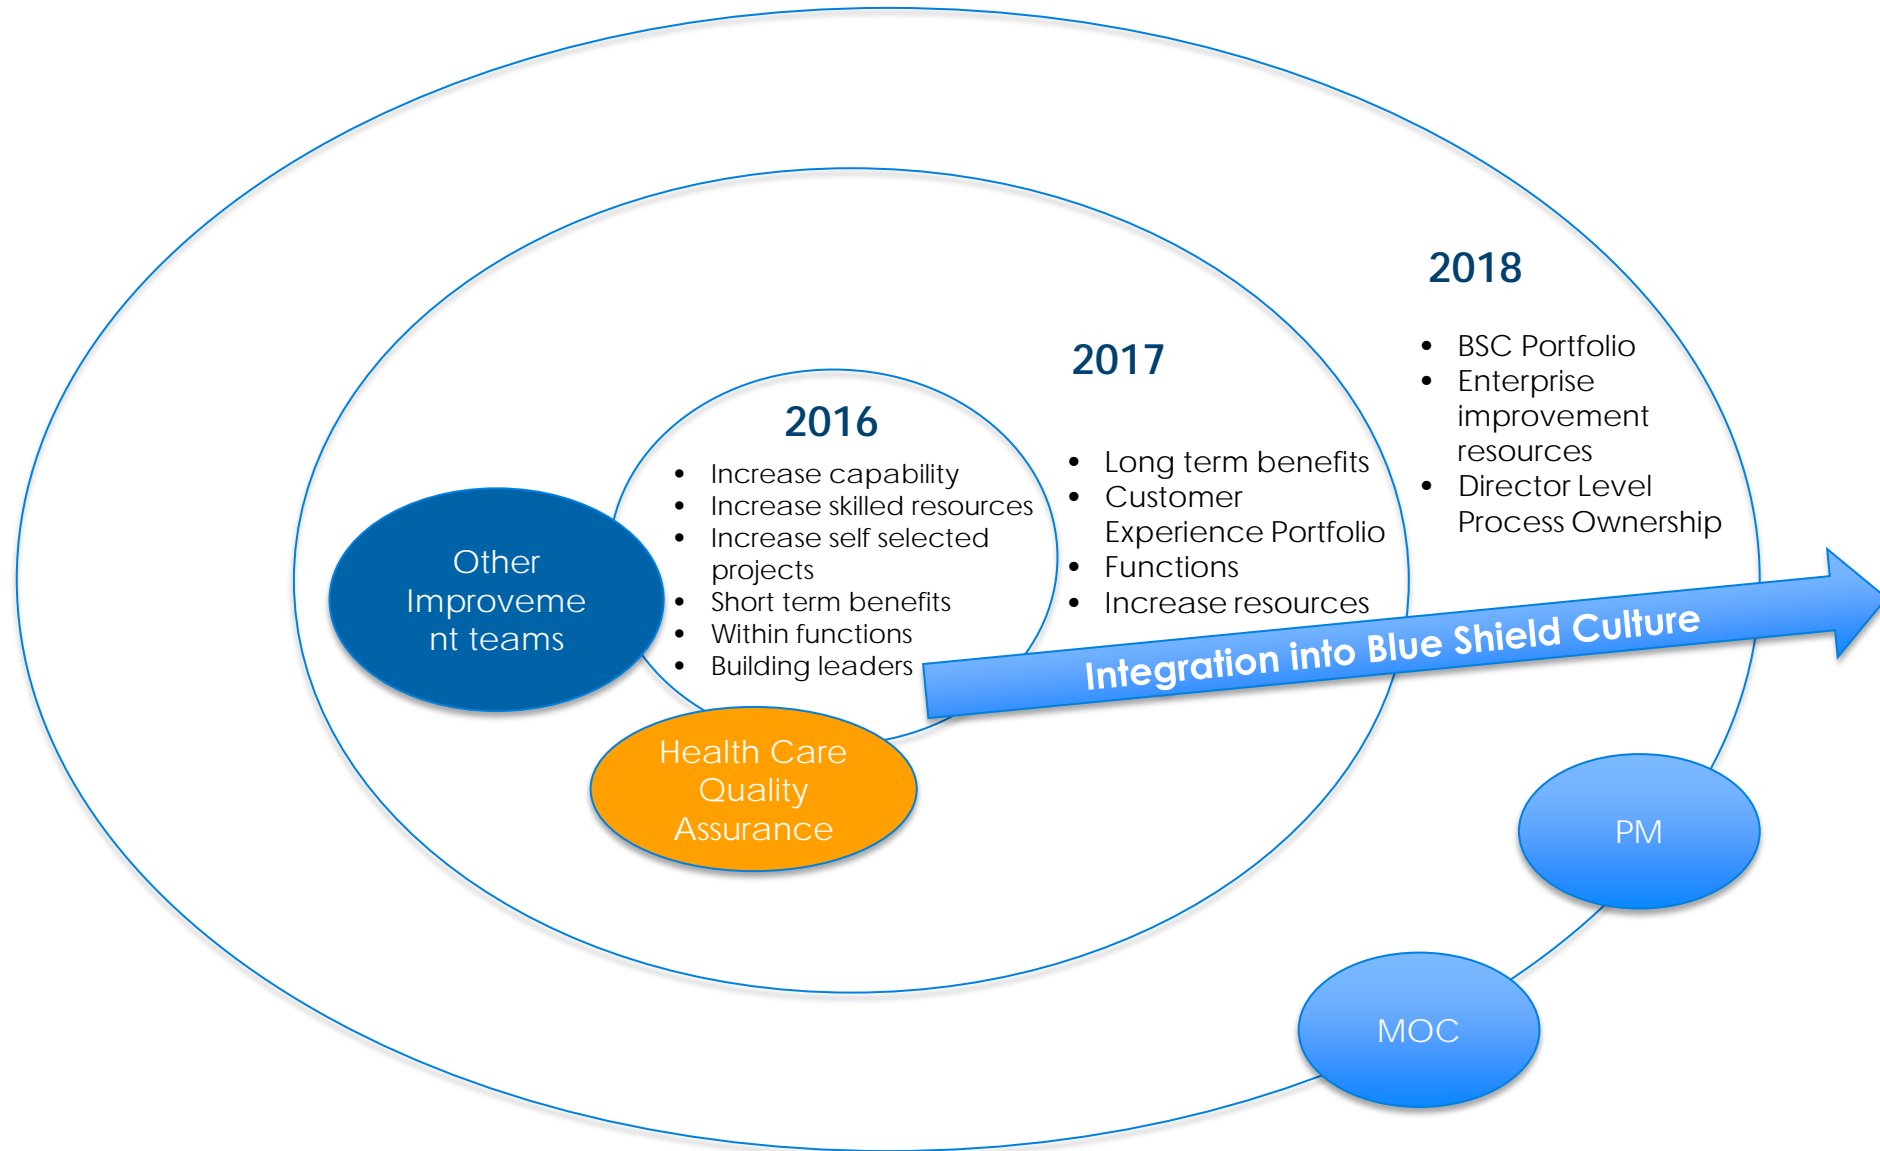 2016
• Increase capability
• Increase skilled resources
• Increase self selected
projects
• Short term benefits
• Within functions
• Building leaders
2017
• Long term benefits
• Customer
Experience Portfolio
• Functions
• Increase resources
2018
• BSC Portfolio
• Enterprise
improvement
resources
• Director Level
Process Ownership
Other
Improveme
nt teams
Health Care
Quality
Assurance
Integration into Blue Shield Culture
PM
MOC